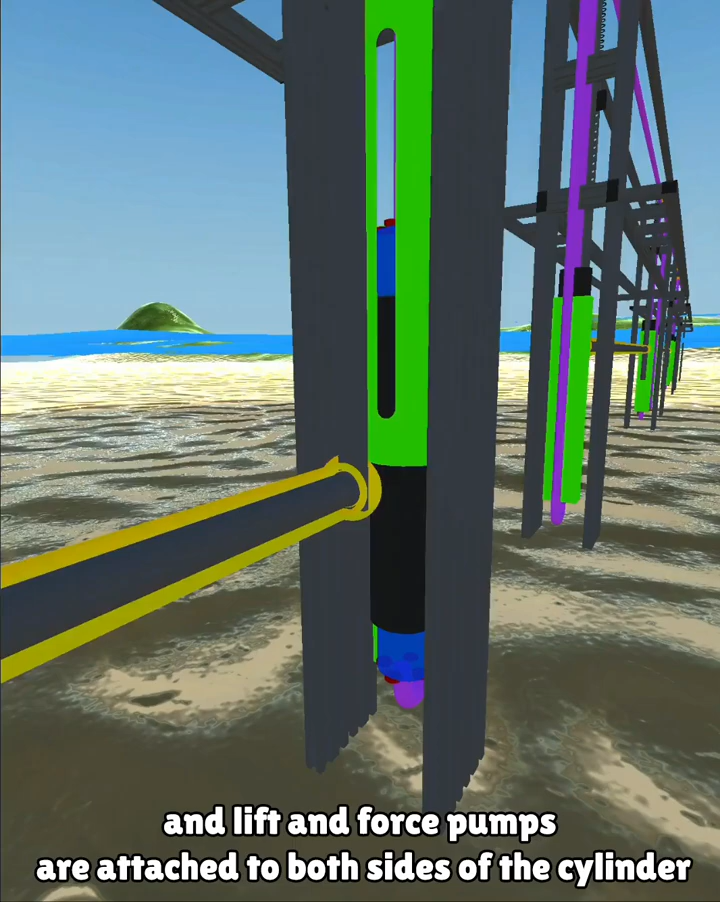 and lift and force pumps
are attached to both sides of the cylinder